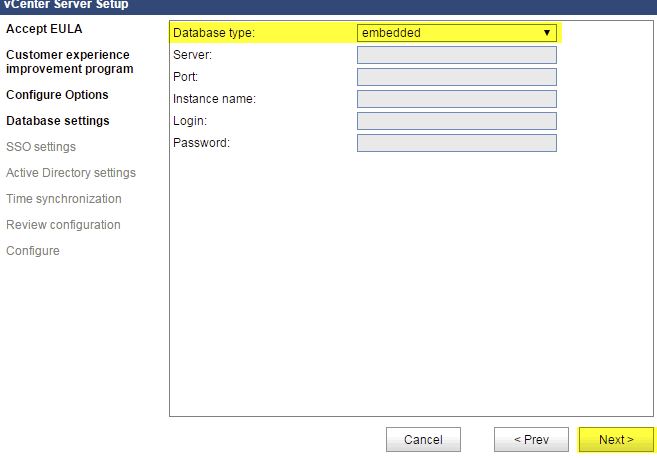 vCenter Server Setup
Accept EULA
Customer experience
improvement program
Configure Options
Database settings
SSO settings
Active Directory settings
Time synchronization
Review configuration
Configure
Database type: embedded
Server:
Port:
Instance name:
Login:
Password:
Cancel
< Prev
Next >